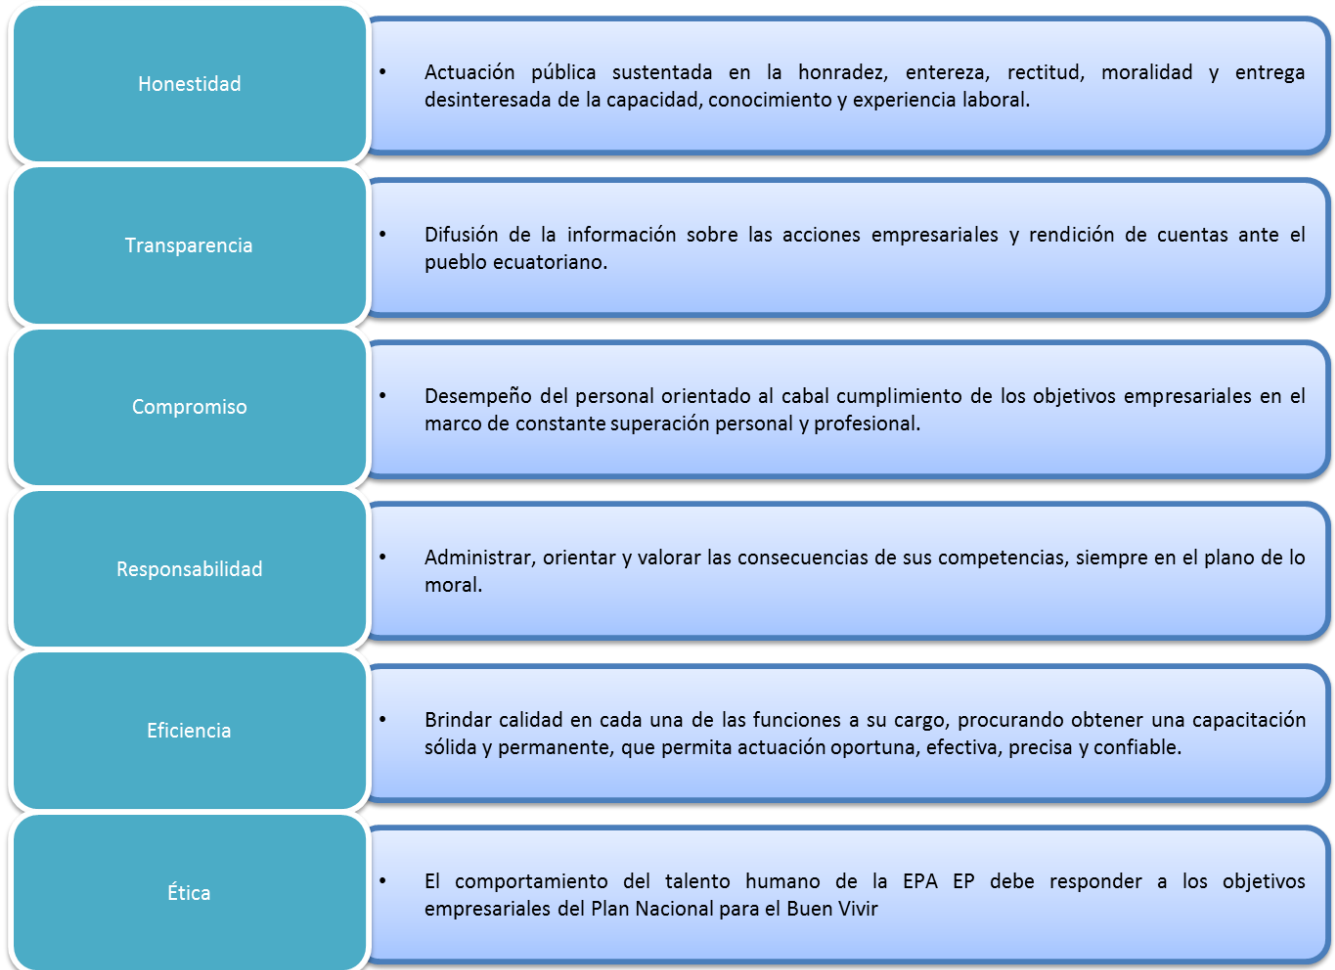 Honestidad
• Actuación pública sustentada en la honradez, entereza, rectitud, moralidad y entrega
desinteresada de la capacidad, conocimiento y experiencia laboral.
Transparencia
• Difusión de la información sobre las acciones empresariales y rendición de cuentas ante el
pueblo ecuatoriano.
Compromiso
• Desempeño del personal orientado al cabal cumplimiento de los objetivos empresariales en el
marco de constante superación personal y profesional.
Responsabilidad
• Administrar, orientar y valorar las consecuencias de sus competencias, siempre en el plano de lo
moral.
Eficiencia
• Brindar calidad en cada una de las funciones a su cargo, procurando obtener una capacitación
sólida y permanente, que permita actuación oportuna, efectiva, precisa y confiable.
Ética
• El comportamiento del talento humano de la EPA EP debe responder a los objetivos
empresariales del Plan Nacional para el Buen Vivir